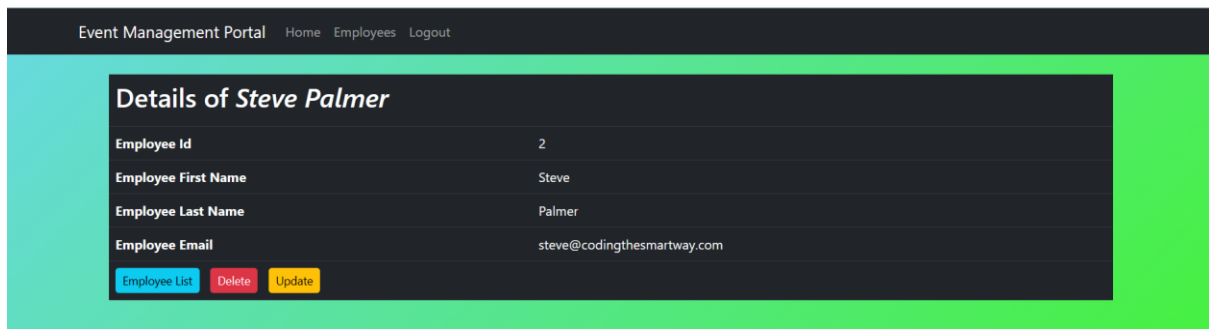 Event Management Portal Home Employees Logout
Details of Steve Palmer
Employee Id 2
Employee First Name Steve
Employee Last Name Palmer
Employee Email steve@codingthesmartway.com
Employee List Delete Update